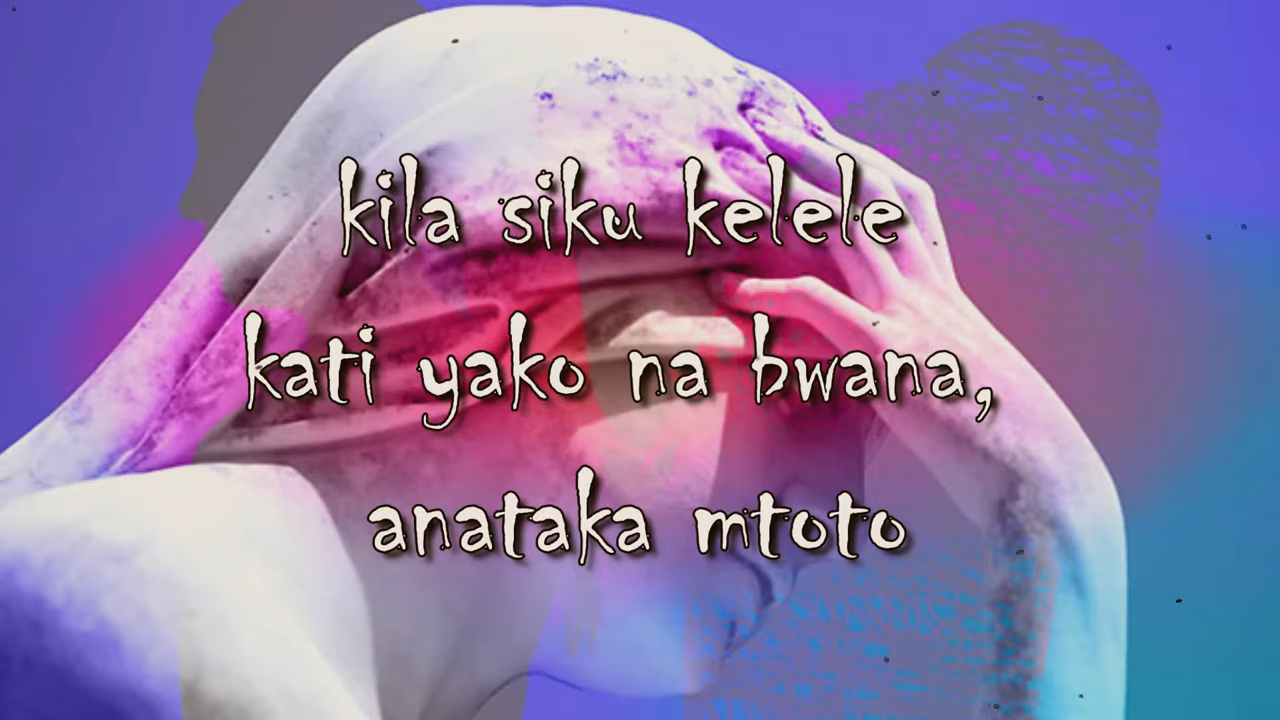 kila siku kelele
kati yako na bwana,
anataka mtoto